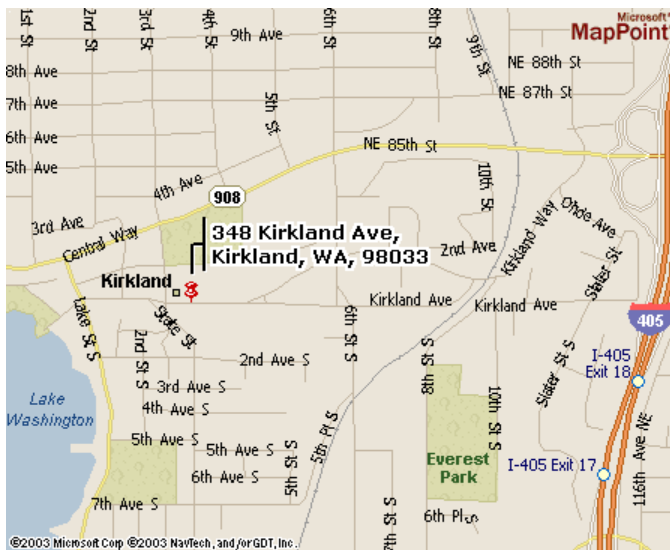 Microsoft®
MapPoint®
1st St
2nd St
3rd St
4th St
6th St
8th St
9th St
9th Ave
8th Ave
7th Ave
6th Ave
5th Ave
5th St
NE 88th St
NE 87th St
NE 85th St
4th Ave
908
3rd Ave
Central Way
10th St
Kirkland Way
Ohde Ave
348 Kirkland Ave,
Kirkland, WA, 98033
2nd Ave
Slater St
Kirkland
Kirkland Ave
Kirkland Ave
405
Lake St S
State St
2nd St S
6th St S
8th St S
10th St S
Slater St S
I-405
Exit 18
2nd Ave S
3rd Ave S
4th Ave S
Lake
Washington
5th Ave S
5th Ave S
6th Ave S
5th St S
5th Pl S
7th Ave S
Everest
Park
I-405 Exit 17
116th Ave NE
6th Pl S
©2003 Microsoft Corp ©2003 NavTech, and/or GDT, Inc.